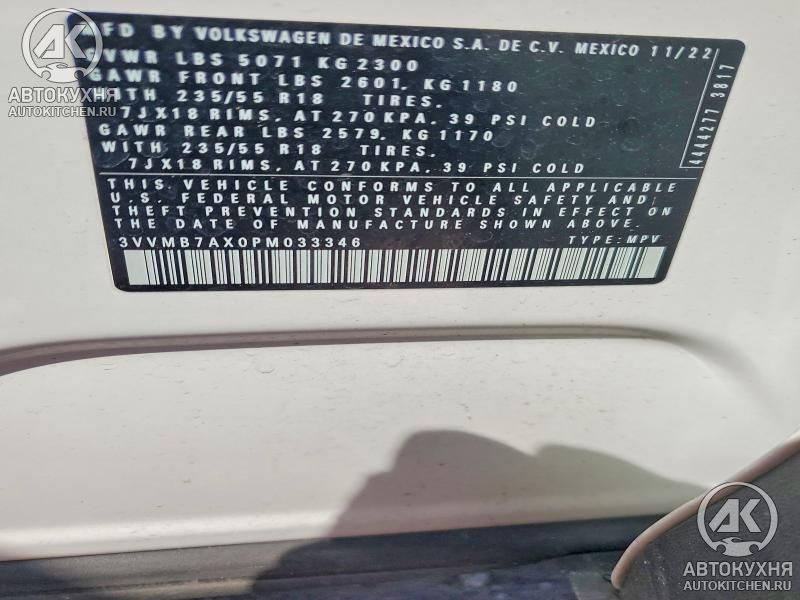 MFD BY VOLKSWAGEN DE MEXICO S.A. DE C.V. MEXICO 11/22
GVWR LBS 5071 KG 2300
GAWR FRONT LBS 2601, KG 1180
WITH 235/55 R18 TIRES.
7JX18 RIMS, AT 270 KPA, 39 PSI COLD
GAWR REAR LBS 2579, KG 1170
WITH 235/55 R18 TIRES.
7JX18 RIMS, AT 270 KPA, 39 PSI COLD
THIS VEHICLE CONFORMS TO ALL APPLICABLE
U.S. FEDERAL MOTOR VEHICLE SAFETY AND
THEFT PREVENTION STANDARDS IN EFFECT ON
THE DATE OF MANUFACTURE SHOWN ABOVE.
3VVMB7AX0PM033346 TYPE: MPV
4444277 3817
АК
АВТОКУХНЯ
AUTOKITCHEN.RU
АК
АВТОКУХНЯ
AUTOKITCHEN.RU